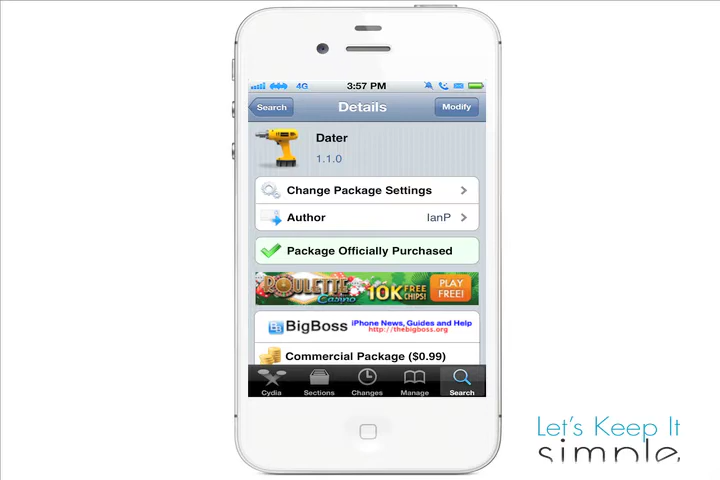 4G 3:57 PM
Search Details Modify
Dater
1.1.0
Change Package Settings
Author IanP
Package Officially Purchased
ROULETTE Casino 10K FREE CHIPS! PLAY FREE!
BigBoss iPhone News, Guides and Help
http://thebigboss.org
Commercial Package ($0.99)
Cydia Sections Changes Manage Search
Let's Keep It
simple.